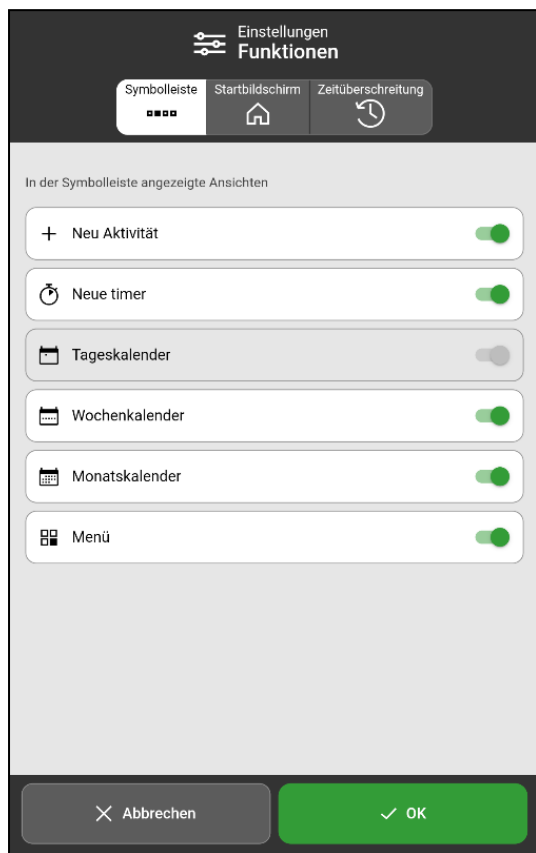 Einstellungen
Funktionen
Symbolleiste
Startbildschirm
Zeitüberschreitung
In der Symbolleiste angezeigte Ansichten
Neu Aktivität
Neue timer
Tageskalender
Wochenkalender
Monatskalender
Menü
Abbrechen
OK